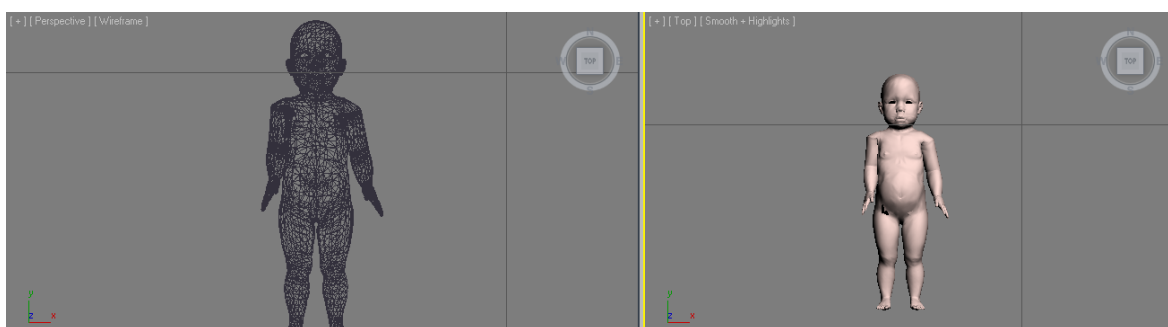 [ + ] [ Perspective ] [ Wireframe ]
TOP
y
z x
[ + ] [ Top ] [ Smooth + Highlights ]
TOP
y
z x